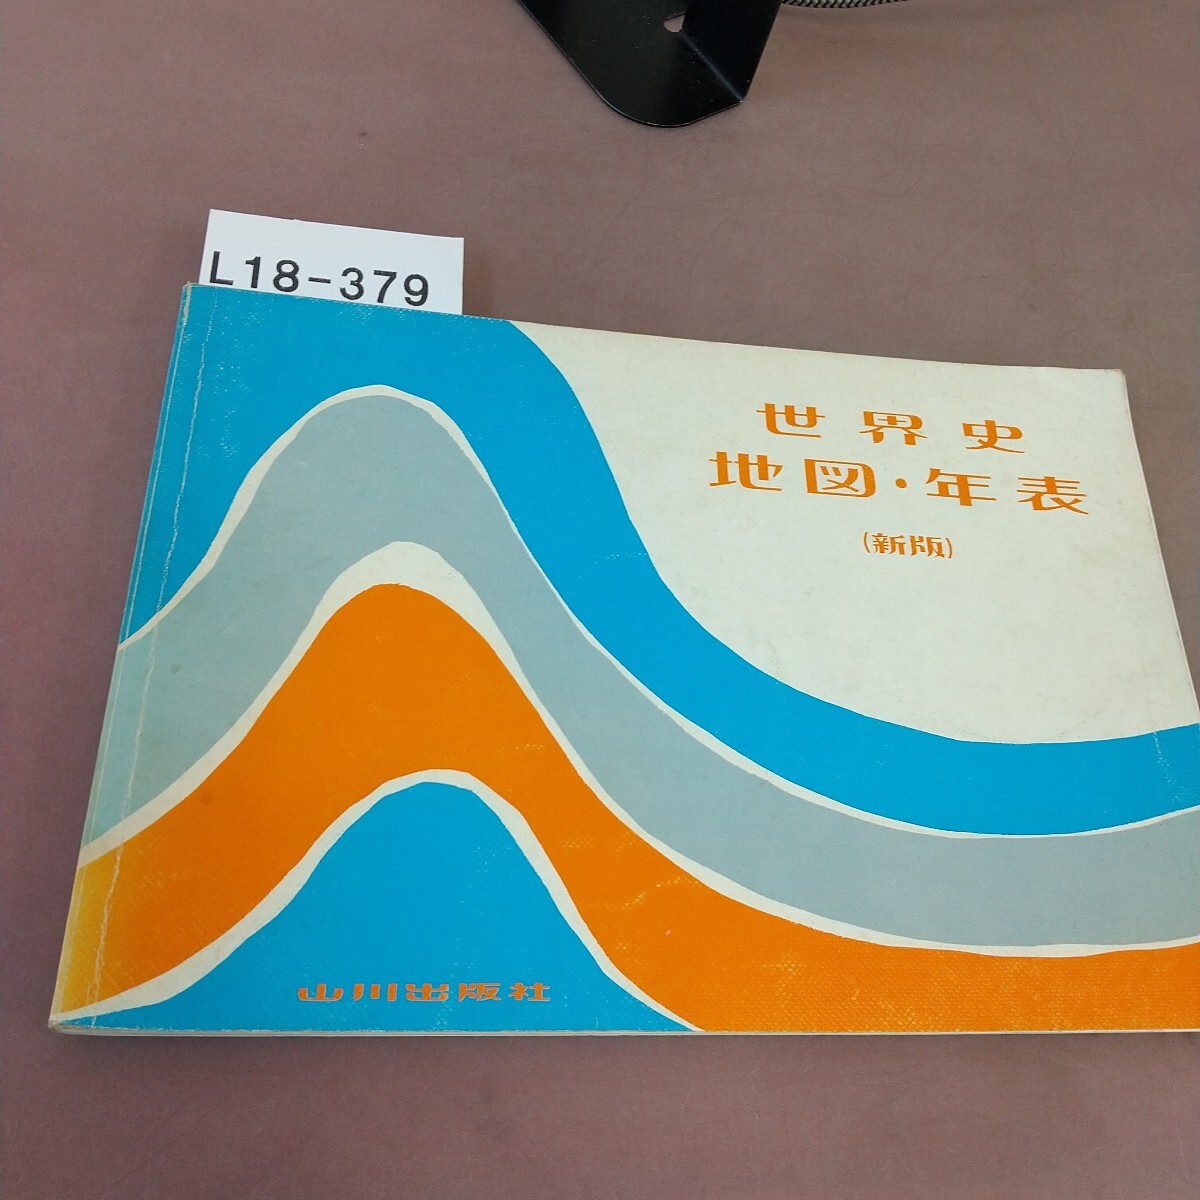 L18-379
世界史
地図・年表
(新版)
山川出版社